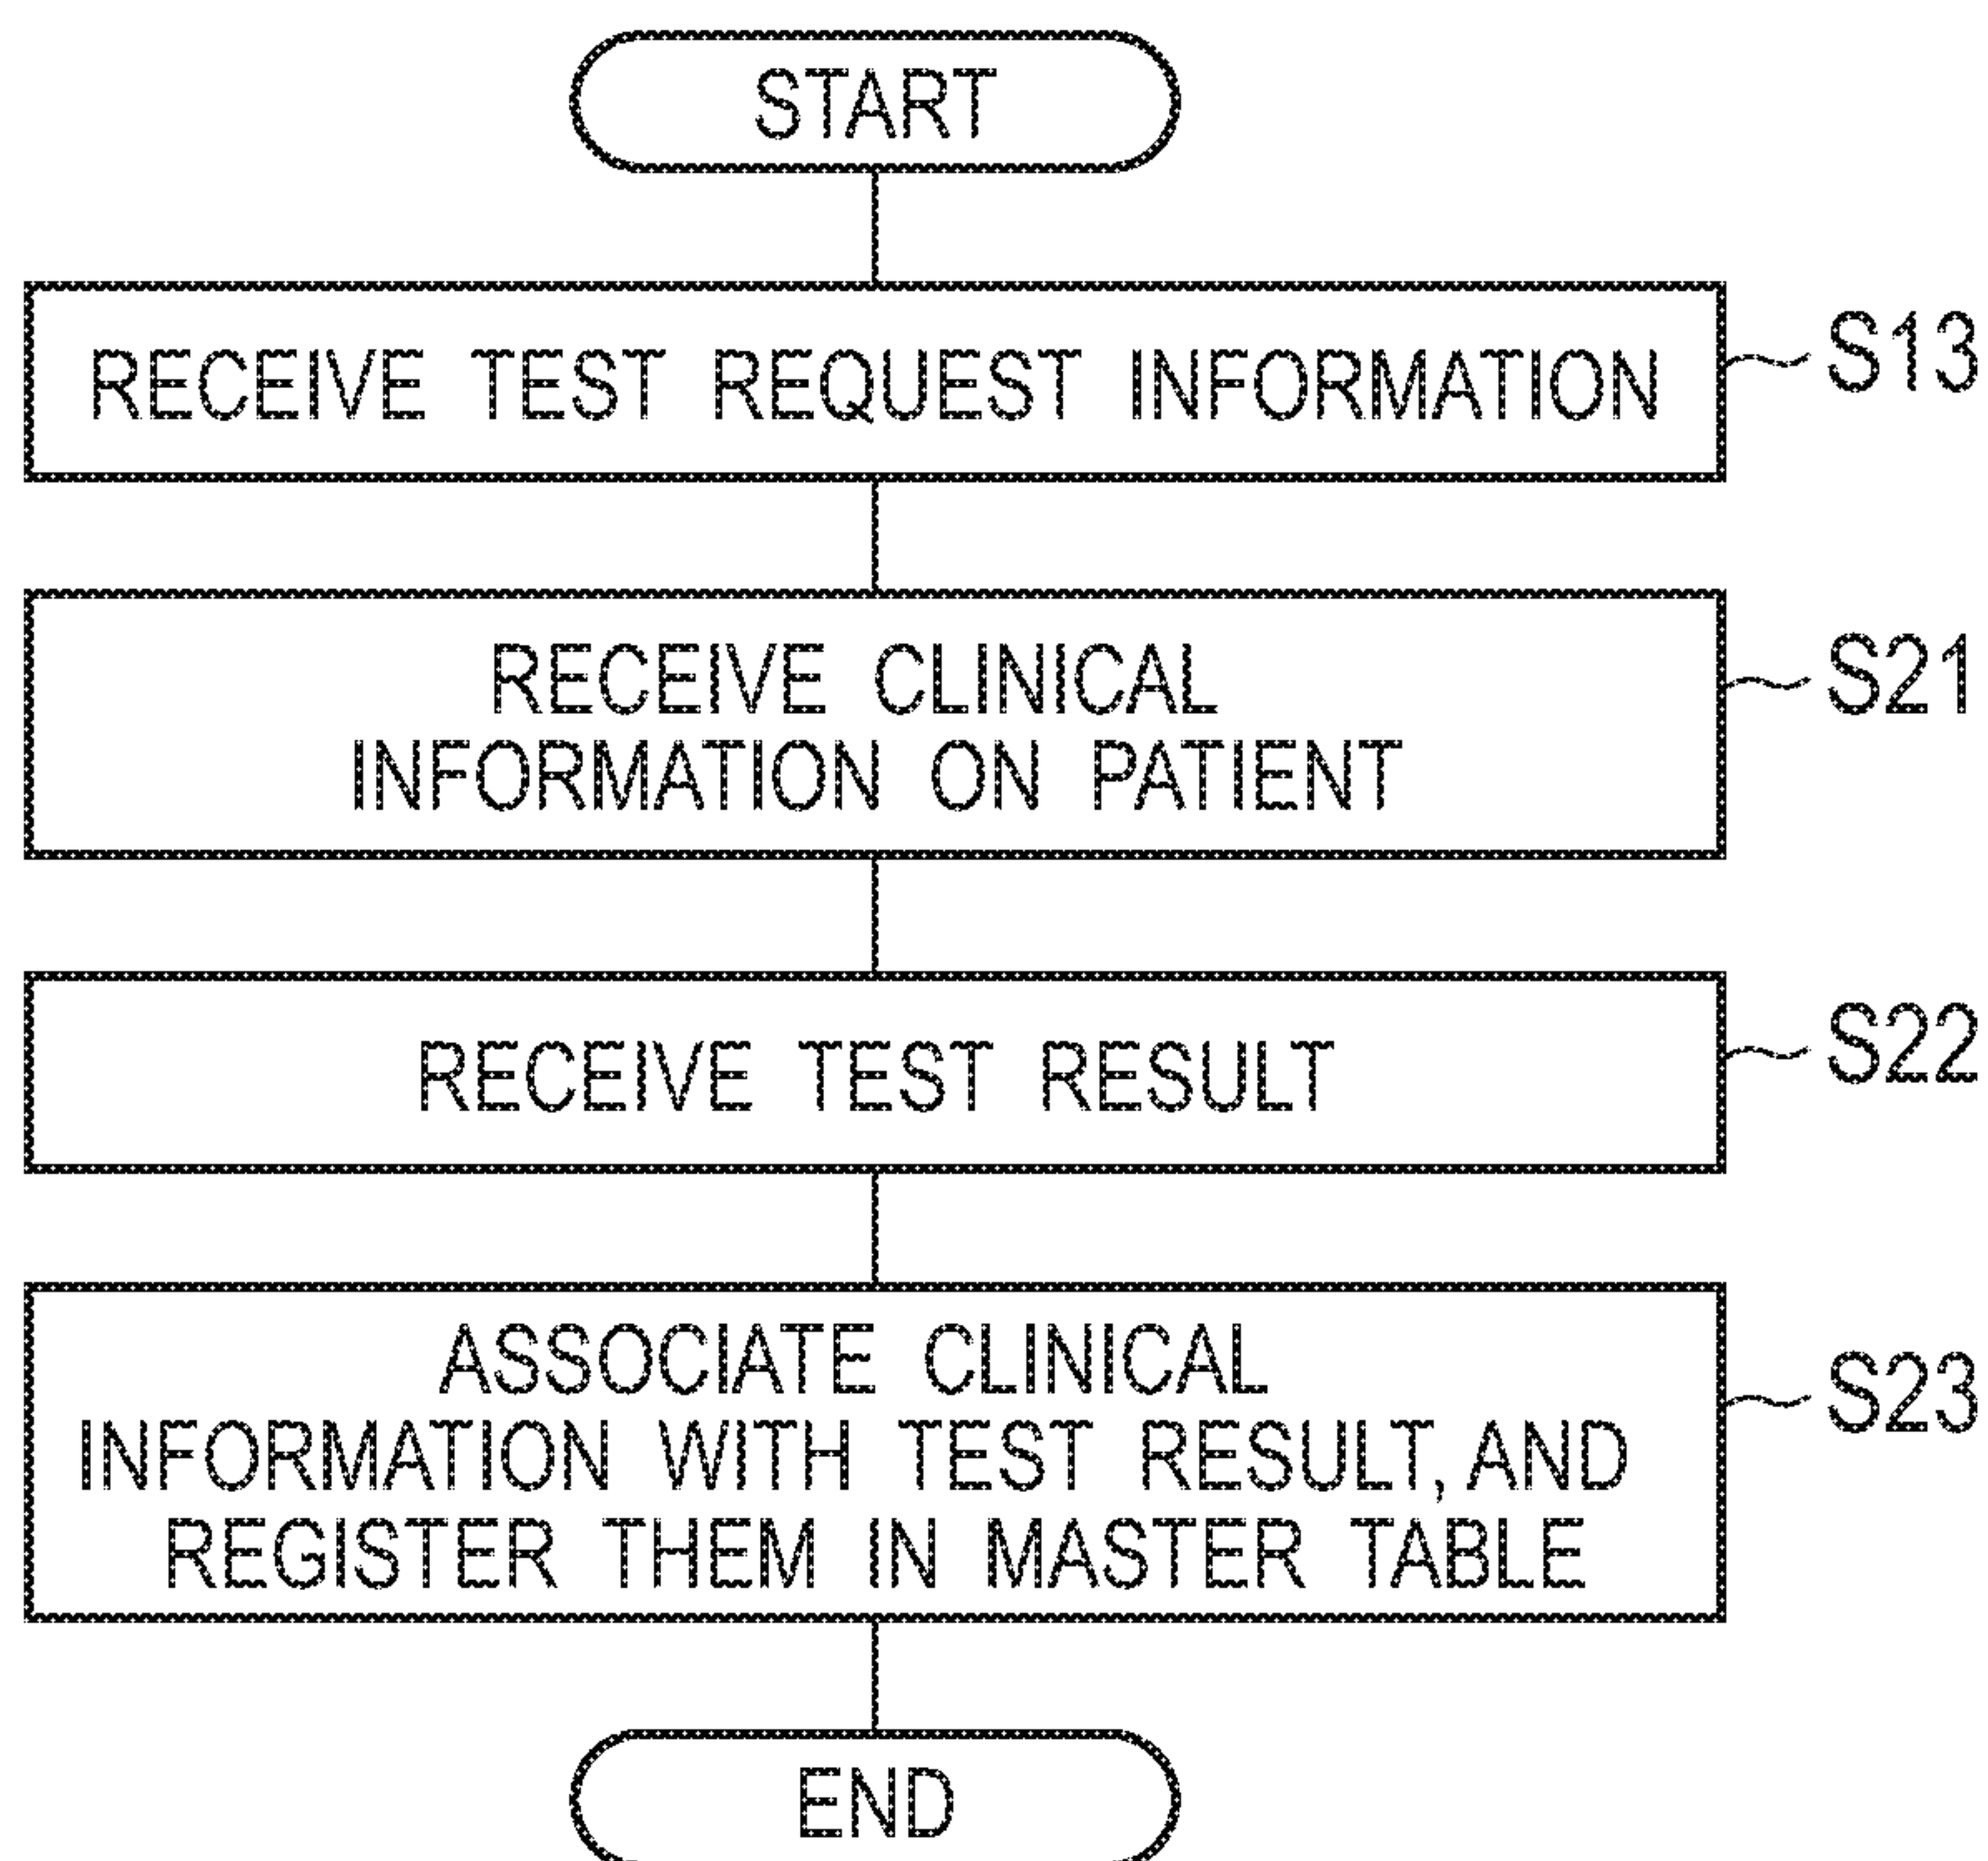 START
RECEIVE TEST REQUEST INFORMATION
S13
RECEIVE CLINICAL
INFORMATION ON PATIENT
S21
RECEIVE TEST RESULT
S22
ASSOCIATE CLINICAL
INFORMATION WITH TEST RESULT, AND
REGISTER THEM IN MASTER TABLE
S23
END